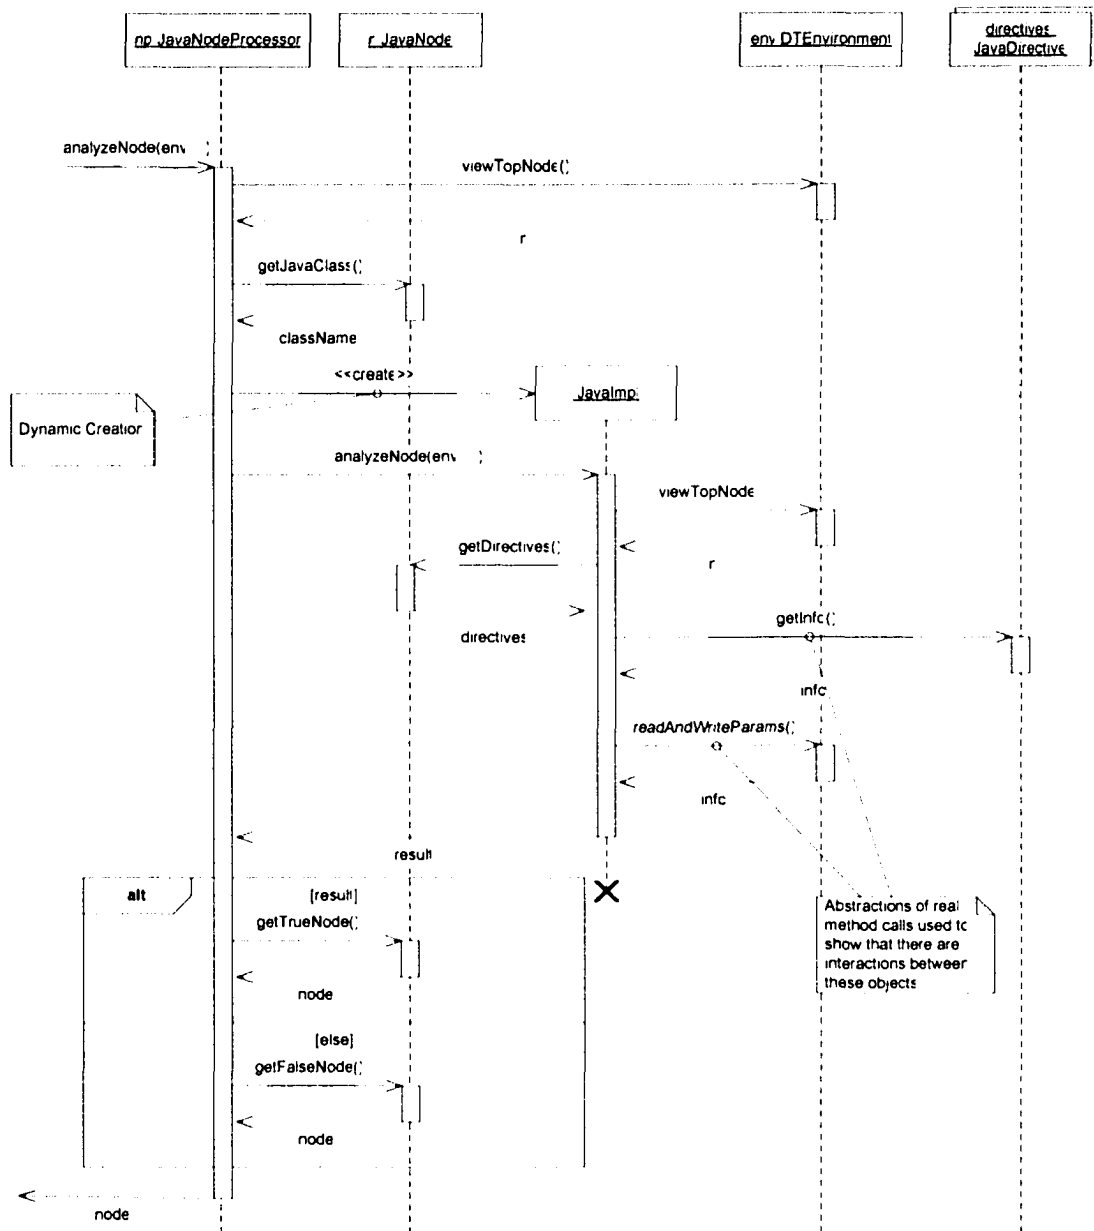 np JavaNodeProcessor
r JavaNode
env DTEnvironment
directives
JavaDirective
analyzeNode(env )
viewTopNode()
r
getJavaClass()
className
<<create>>
JavaImpl
Dynamic Creation
analyzeNode(env )
viewTopNode
getDirectives()
r
directives
getInfo()
info
readAndWriteParams()
info
result
alt
[result]
getTrueNode()
node
Abstractions of real
method calls used to
show that there are
interactions between
these objects
[else]
getFalseNode()
node
node